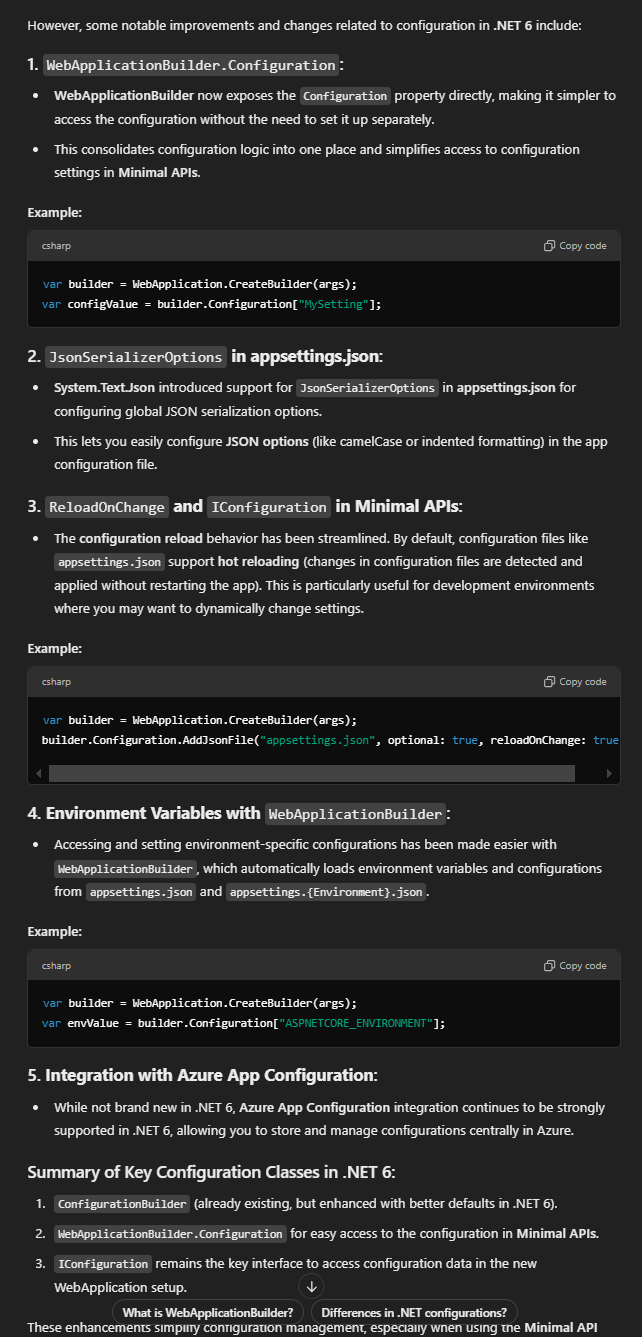 However, some notable improvements and changes related to configuration in .NET 6 include:
1. WebApplicationBuilder.Configuration:
• WebApplicationBuilder now exposes the Configuration property directly, making it simpler to
access the configuration without the need to set it up separately.
• This consolidates configuration logic into one place and simplifies access to configuration
settings in Minimal APIs.
Example:
csharp Copy code
var builder = WebApplication.CreateBuilder(args);
var configValue = builder.Configuration["MySetting"];
2. JsonSerializerOptions in appsettings.json:
• System.Text.Json introduced support for JsonSerializerOptions in appsettings.json for
configuring global JSON serialization options.
• This lets you easily configure JSON options (like camelCase or indented formatting) in the app
configuration file.
3. ReloadOnChange and IConfiguration in Minimal APIs:
• The configuration reload behavior has been streamlined. By default, configuration files like
appsettings.json support hot reloading (changes in configuration files are detected and
applied without restarting the app). This is particularly useful for development environments
where you may want to dynamically change settings.
Example:
csharp Copy code
var builder = WebApplication.CreateBuilder(args);
builder.Configuration.AddJsonFile("appsettings.json", optional: true, reloadOnChange: true
4. Environment Variables with WebApplicationBuilder:
• Accessing and setting environment-specific configurations has been made easier with
WebApplicationBuilder, which automatically loads environment variables and configurations
from appsettings.json and appsettings.{Environment}.json.
Example:
csharp Copy code
var builder = WebApplication.CreateBuilder(args);
var envValue = builder.Configuration["ASPNETCORE_ENVIRONMENT"];
5. Integration with Azure App Configuration:
• While not brand new in .NET 6, Azure App Configuration integration continues to be strongly
supported in .NET 6, allowing you to store and manage configurations centrally in Azure.
Summary of Key Configuration Classes in .NET 6:
1. ConfigurationBuilder (already existing, but enhanced with better defaults in .NET 6).
2. WebApplicationBuilder.Configuration for easy access to the configuration in Minimal APIs.
3. IConfiguration remains the key interface to access configuration data in the new
WebApplication setup.
What is WebApplicationBuilder? Differences in .NET configurations?
These enhancements simplify configuration management, especially when using the Minimal API